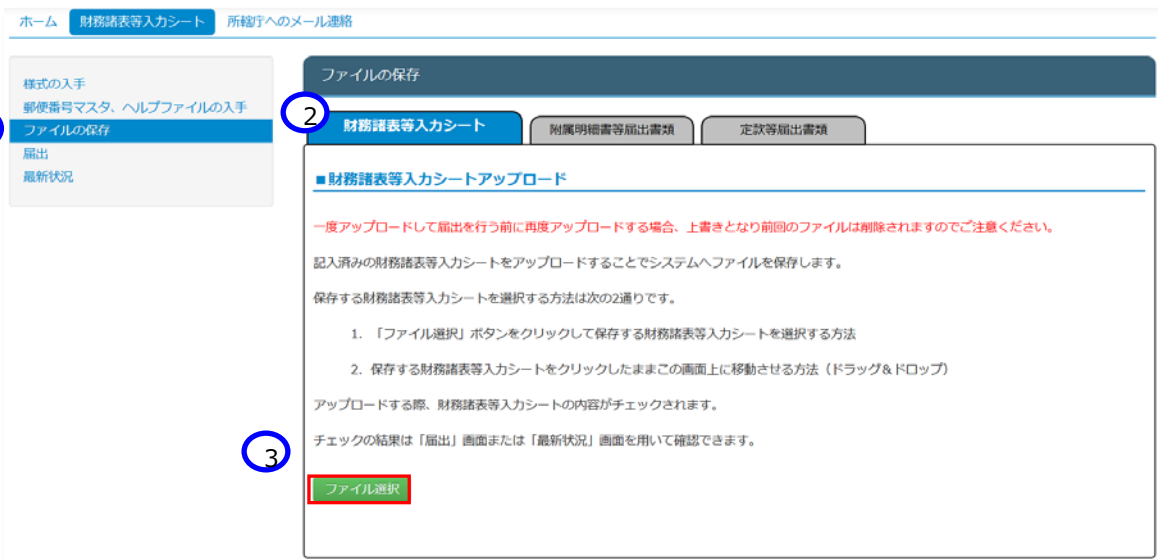 ホーム 財務諸表等入力シート 所轄庁へのメール連絡
様式の入手
郵便番号マスタ、ヘルプファイルの入手
ファイルの保存
届出
最新状況
ファイルの保存
2
財務諸表等入力シート 附属明細書等届出書類 定款等届出書類
■財務諸表等入力シートアップロード
一度アップロードして届出を行う前に再度アップロードする場合、上書きとなり前回のファイルは削除されますのでご注意ください。
記入済みの財務諸表等入力シートをアップロードすることでシステムへファイルを保存します。
保存する財務諸表等入力シートを選択する方法は次の2通りです。
1. 「ファイル選択」ボタンをクリックして保存する財務諸表等入力シートを選択する方法
2. 保存する財務諸表等入力シートをクリックしたままこの画面上に移動させる方法（ドラッグ&ドロップ）
アップロードする際、財務諸表等入力シートの内容がチェックされます。
チェックの結果は「届出」画面または「最新状況」画面を用いて確認できます。
3
ファイル選択